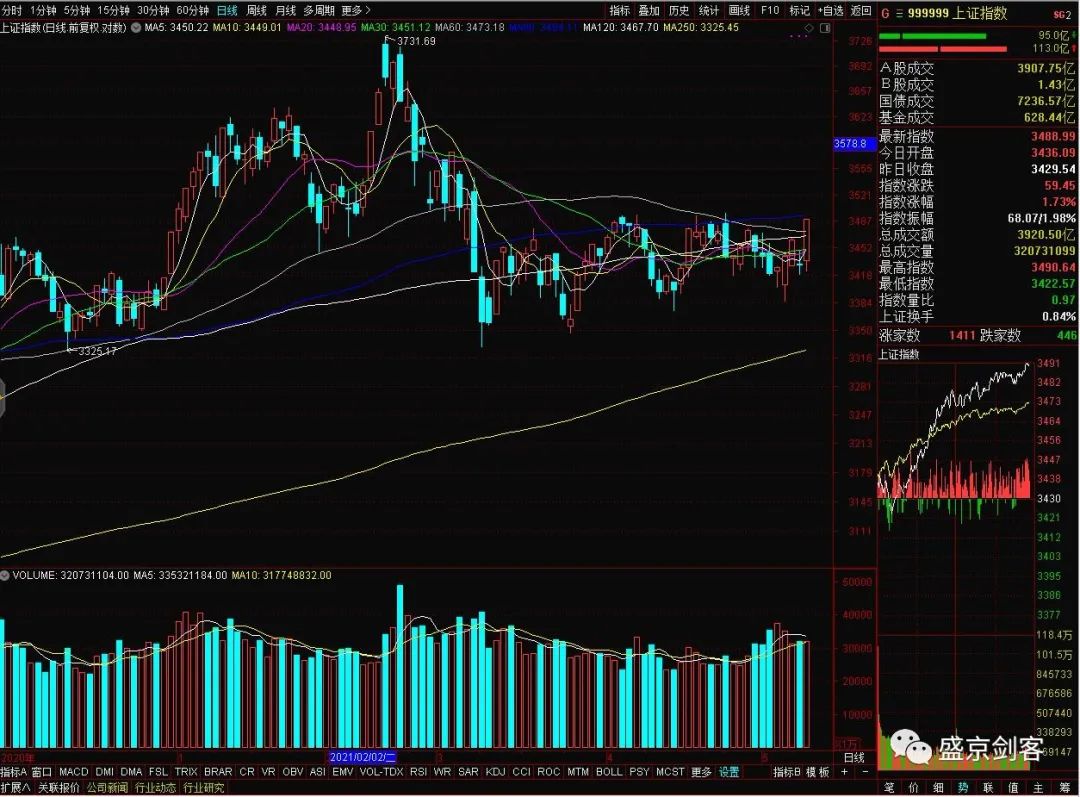 分时 1分钟 5分钟 15分钟 30分钟 60分钟 日线 周线 月线 多周期 更多> 指标 叠加 历史 统计 画线 F10 标记 +自选 返回
上证指数(日线.前复权.对数) MA5: 3450.22 MA10: 3449.01 MA20: 3448.95 MA30: 3451.12 MA60: 3473.18 MA120: 3467.70 MA250: 3325.45
3731.69
3325.17
3726
3692
3657
3623
3578.8
3565
3521
3487
3452
3418
3384
3350
3316
3281
3247
3213
3179
3145
3111
VOLUME: 320731104.00 MA5: 335321184.00 MA10: 317748832.00
50000
40000
30000
20000
10000
X1万
2020年
2021/02/02/二
3
4
5
日线
指标A 窗口 MACD DMI DMA FSL TRIX BRAR CR VR OBV ASI EMV VOL-TDX RSI WR SAR KDJ CCI ROC MTM BOLL PSY MCST 更多 设置 指标B 模板 + -
扩展∧ 关联报价 公司新闻 行业动态 行业研究
G 999999 上证指数
SG2
95.0亿
113.0亿
A股成交 3907.75亿
B股成交 1.43亿
国债成交 7236.57亿
基金成交 628.44亿
最新指数 3488.99
今日开盘 3436.09
昨日收盘 3429.54
指数涨跌 59.45
指数涨幅 1.73%
指数振幅 68.07/1.98%
总成交额 3920.50亿
总成交量 320731099
最高指数 3490.64
最低指数 3422.57
指数量比 0.97
上证换手 0.84%
涨家数 1411 跌家数 446
上证指数
3491
3482
3473
3464
3456
3447
3438
3430
3421
3412
3403
3395
3386
3377
118.4万
101.5万
845733
676586
507440
338293
169147
盛京剑客
笔 价 细 势 联 值 主 筹